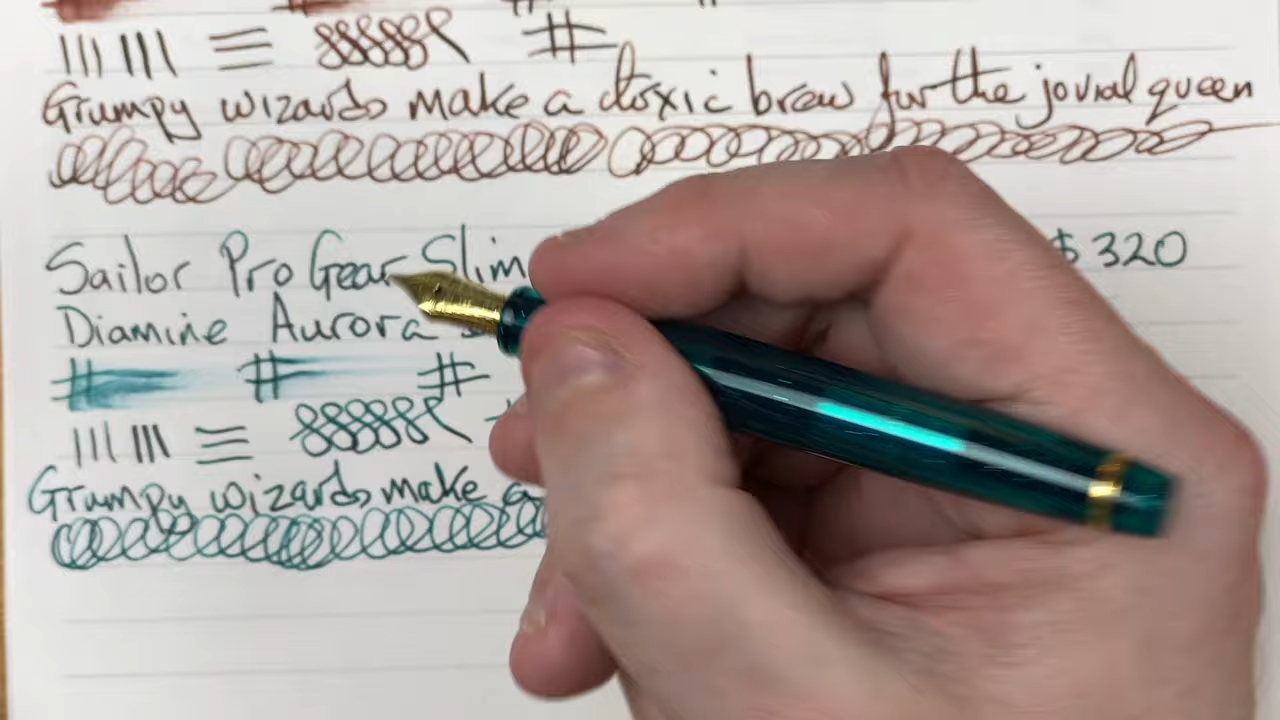 Grumpy wizards make a toxic brew for the jovial queen
Sailor Pro Gear Slim $320
Diamine Aurora
Grumpy wizards make a